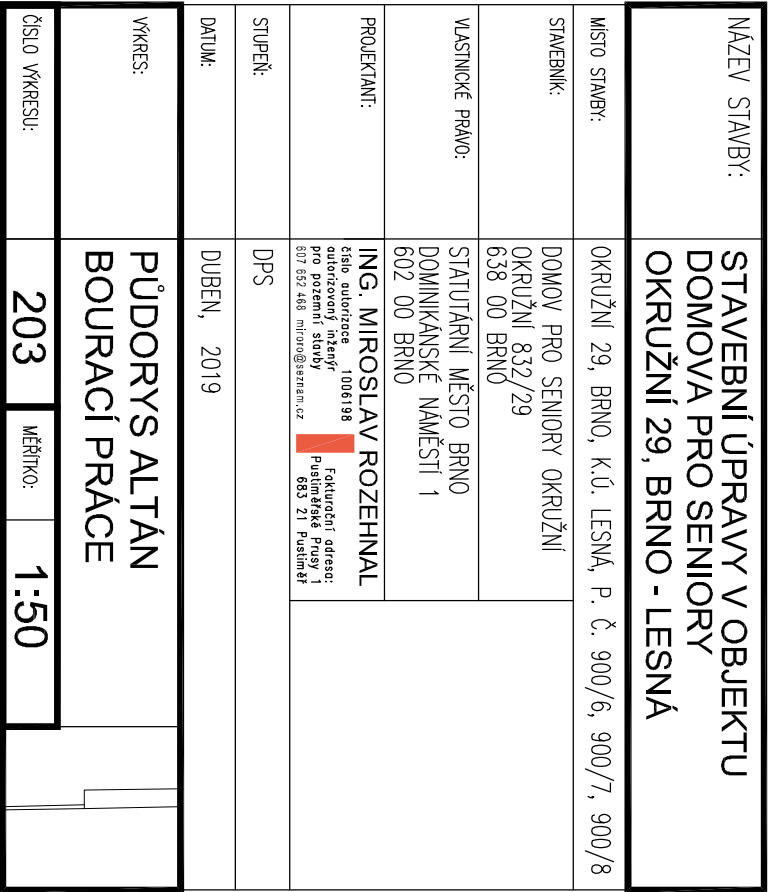 NÁZEV STAVBY:
STAVEBNÍ ÚPRAVY V OBJEKTU
DOMOVA PRO SENIORY
OKRUŽNÍ 29, BRNO - LESNÁ
MÍSTO STAVBY:
OKRUŽNÍ 29, BRNO, K.Ú. LESNÁ, P. Č. 900/6, 900/7, 900/8
STAVEBNÍK:
DOMOV PRO SENIORY OKRUŽNÍ
OKRUŽNÍ 832/29
638 00 BRNO
VLASTNICKÉ PRÁVO:
STATUTÁRNÍ MĚSTO BRNO
DOMINIKÁNSKÉ NÁMĚSTÍ 1
602 00 BRNO
PROJEKTANT:
ING. MIROSLAV ROZEHNAL
číslo autorizace 1006198
autorizovaný inženýr
pro pozemní stavby
607 652 468 miroro@seznam.cz
Fakturační adresa:
Pustiměřské Prusy 1
683 21 Pustiměř
STUPEŇ:
DPS
DATUM:
DUBEN, 2019
VÝKRES:
PŮDORYS ALTÁN
BOURACÍ PRÁCE
ČÍSLO VÝKRESU:
203
MĚŘÍTKO:
1:50